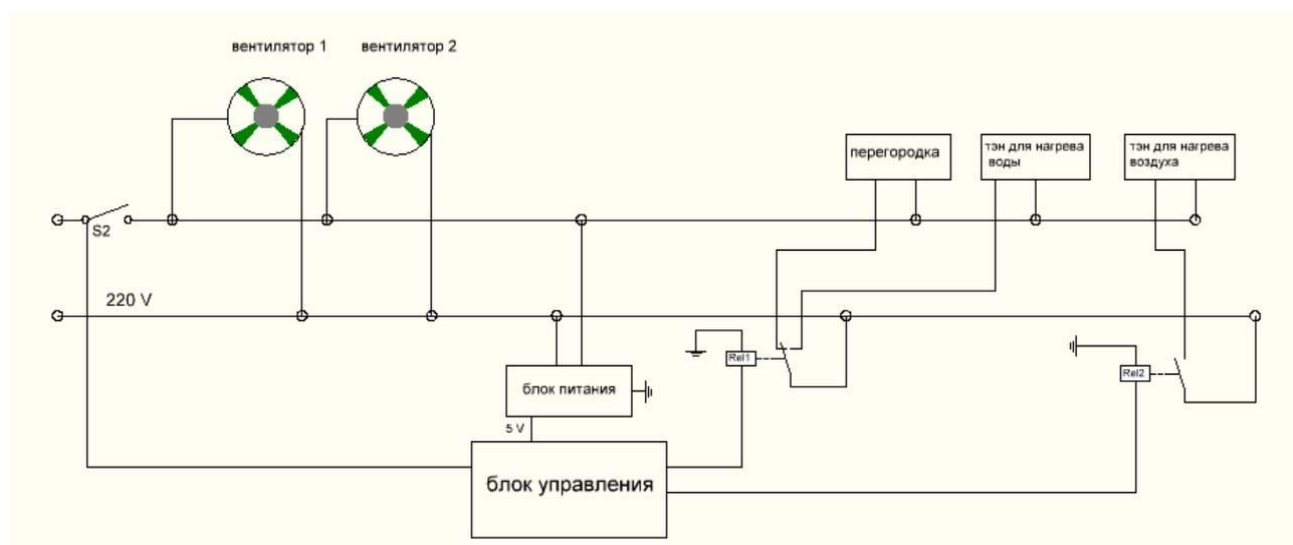 вентилятор 1
вентилятор 2
перегородка
тэн для нагрева
воды
тэн для нагрева
воздуха
S2
220 V
Rel1
Rel2
блок питания
5 V
блок управления